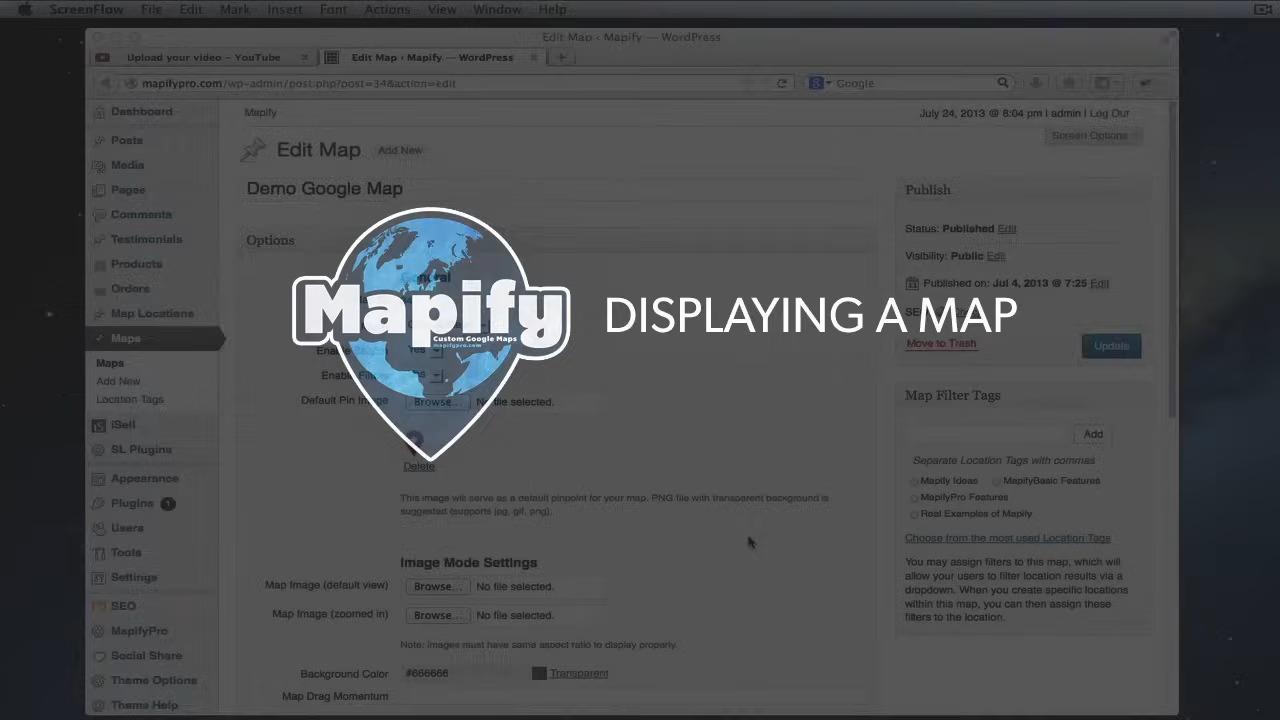 ScreenFlow File Edit Mark Insert Font Actions View Window Help
Edit Map ‹ Mapify — WordPress
Upload your video – YouTube
Edit Map ‹ Mapify — WordPress
mapifypro.com/wp-admin/post.php?post=34&action=edit
Google
Dashboard
Posts
Media
Pages
Comments
Testimonials
Products
Orders
Map Locations
Maps
Maps
Add New
Location Tags
iSell
SL Plugins
Appearance
Plugins 1
Users
Tools
Settings
SEO
MapifyPro
Social Share
Theme Options
Theme Help
Mapify
July 24, 2013 @ 8:04 pm | admin | Log Out
Screen Options
Edit Map Add New
Demo Google Map
Options
General
Mapify
Custom Google Maps
mapifypro.com
DISPLAYING A MAP
Yes
Default Pin Image Browse... No file selected.
Delete
This image will serve as a default pinpoint for your map. PNG file with transparent background is
suggested (supports jpg, gif, png).
Image Mode Settings
Map Image (default view) Browse... No file selected.
Map Image (zoomed in) Browse... No file selected.
Note: Images must have some aspect ratio to display properly.
Background Color #666666 Transparent
Map Drag Momentum
Publish
Status: Published Edit
Visibility: Public Edit
Published on: Jul 4, 2013 @ 7:25 Edit
Move to Trash Update
Map Filter Tags
Add
Separate Location Tags with commas
Mapify Ideas MapifyBasic Features
MapifyPro Features
Real Examples of Mapify
Choose from the most used Location Tags
You may assign filters to this map, which will
allow your users to filter location results via a
dropdown. When you create specific locations
within this map, you can then assign these
filters to the location.